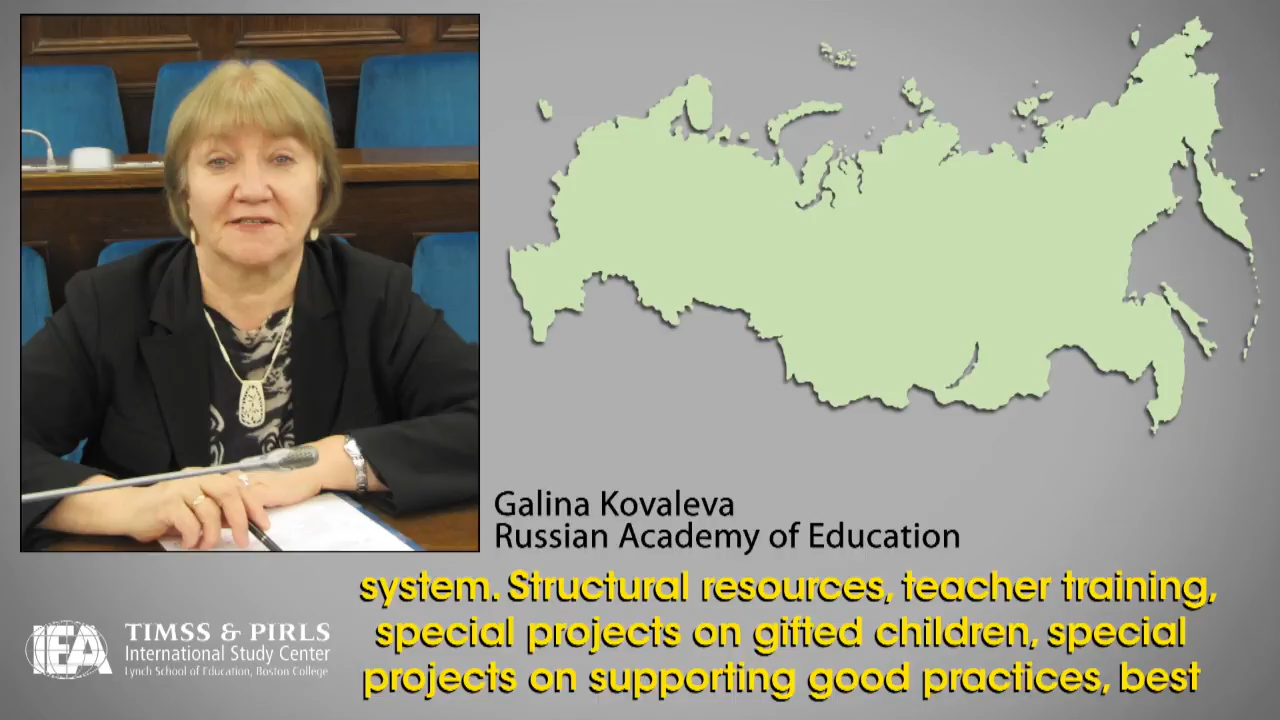 Galina Kovaleva
Russian Academy of Education
system. Structural resources, teacher training,
special projects on gifted children, special
projects on supporting good practices, best
IEA
TIMSS & PIRLS
International Study Center
Lynch School of Education, Boston College